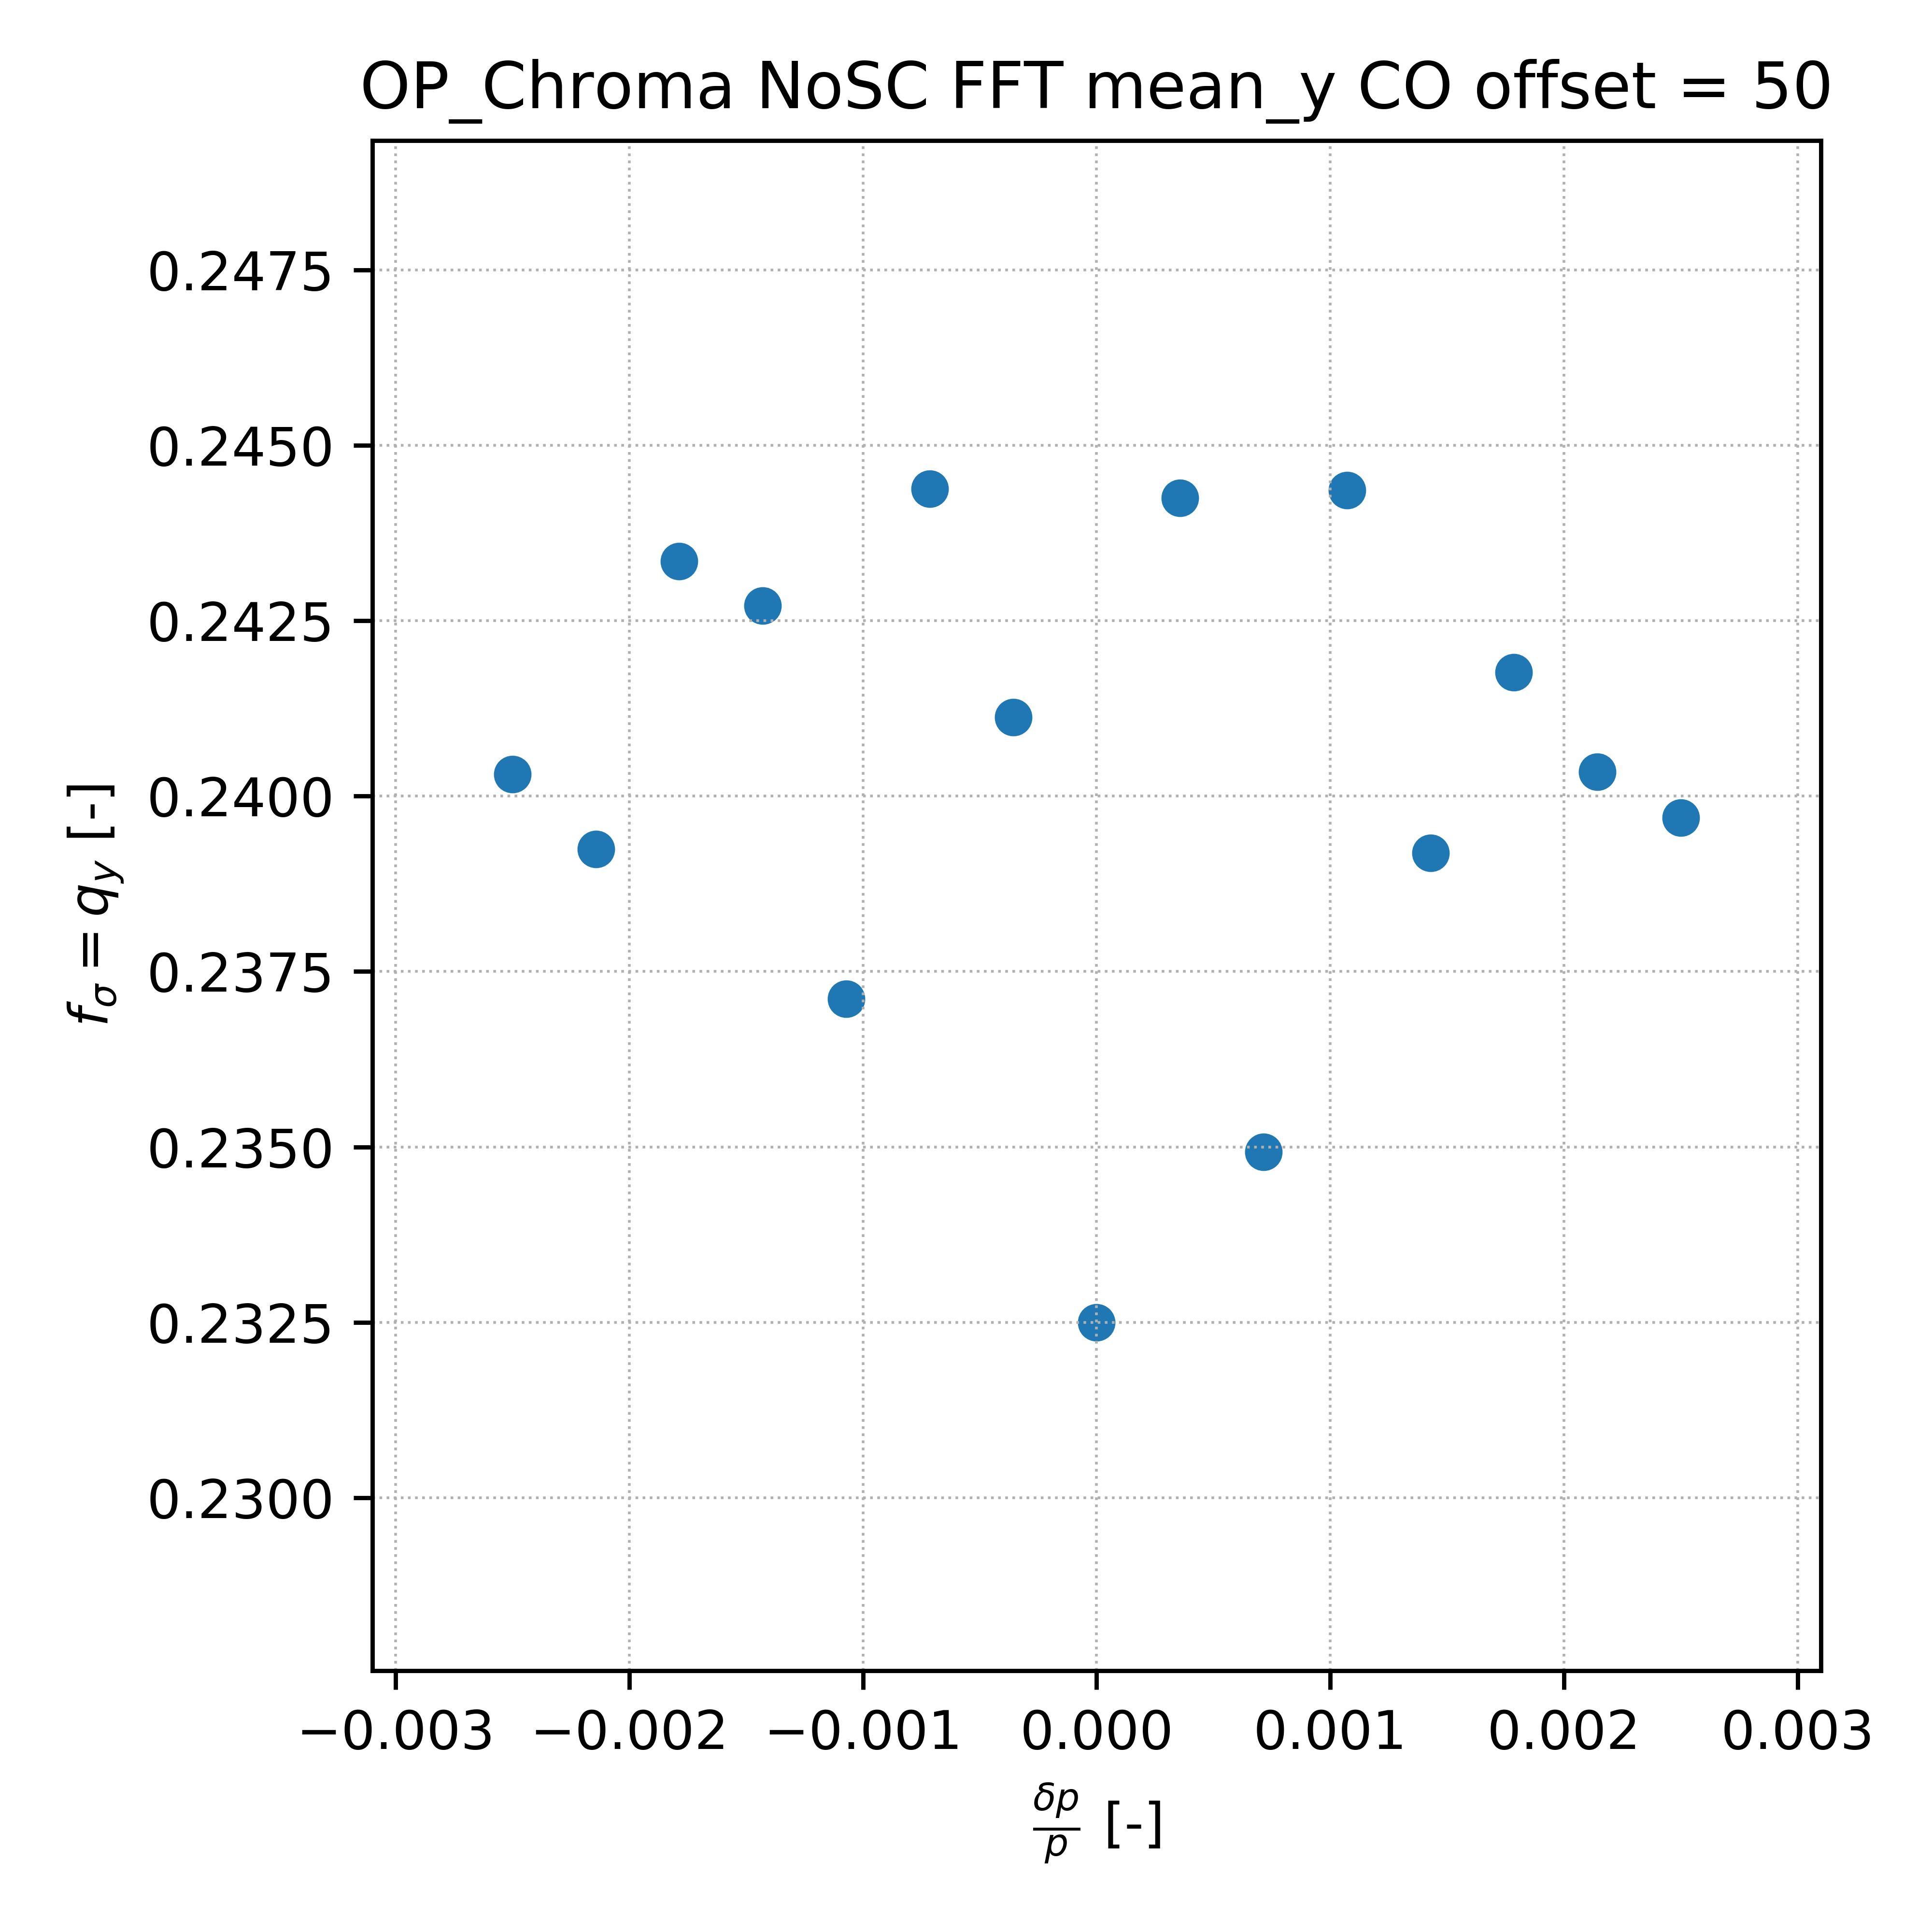 OP_Chroma NoSC FFT mean_y CO offset = 50
0.2475
0.2450
0.2425
0.2400
0.2375
0.2350
0.2325
0.2300
f_σ = q_y [-]
−0.003 −0.002 −0.001 0.000 0.001 0.002 0.003
δp/p [-]